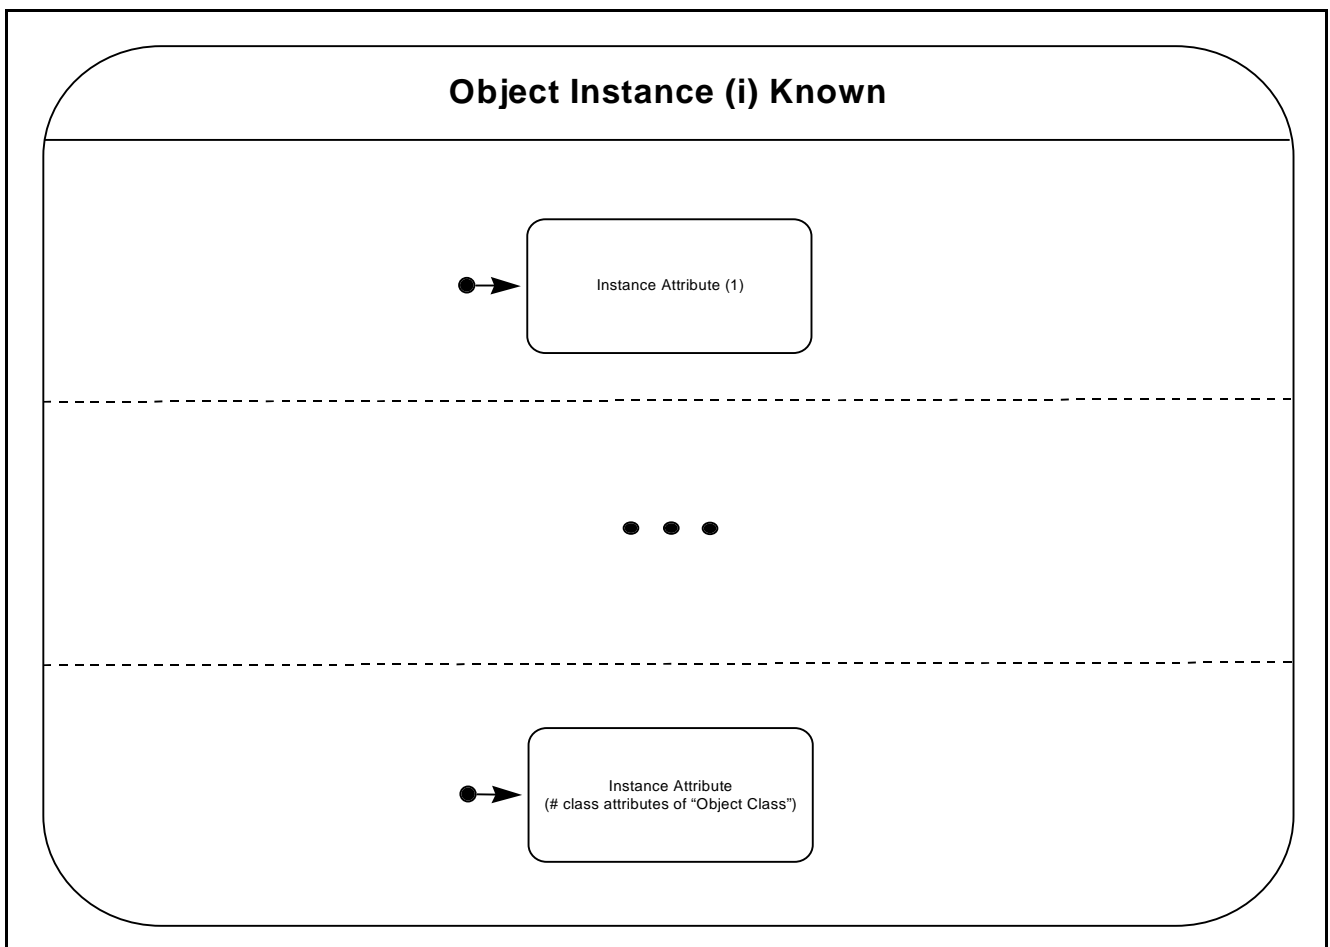 Object Instance (i) Known
Instance Attribute (1)
Instance Attribute
(# class attributes of “Object Class”)